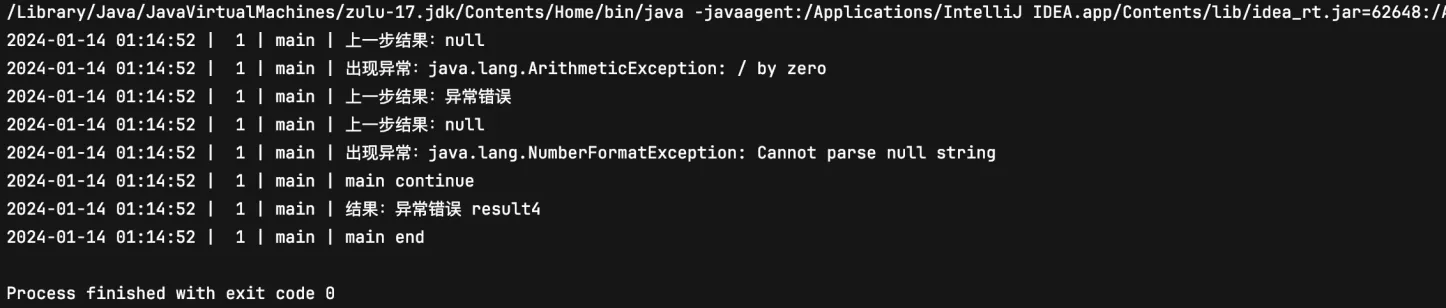 /Library/Java/JavaVirtualMachines/zulu-17.jdk/Contents/Home/bin/java -javaagent:/Applications/IntelliJ IDEA.app/Contents/lib/idea_rt.jar=62648:/
2024-01-14 01:14:52 |  1 | main | 上一步结果：null
2024-01-14 01:14:52 |  1 | main | 出现异常：java.lang.ArithmeticException: / by zero
2024-01-14 01:14:52 |  1 | main | 上一步结果：异常错误
2024-01-14 01:14:52 |  1 | main | 上一步结果：null
2024-01-14 01:14:52 |  1 | main | 出现异常：java.lang.NumberFormatException: Cannot parse null string
2024-01-14 01:14:52 |  1 | main | main continue
2024-01-14 01:14:52 |  1 | main | 结果：异常错误 result4
2024-01-14 01:14:52 |  1 | main | main end
Process finished with exit code 0